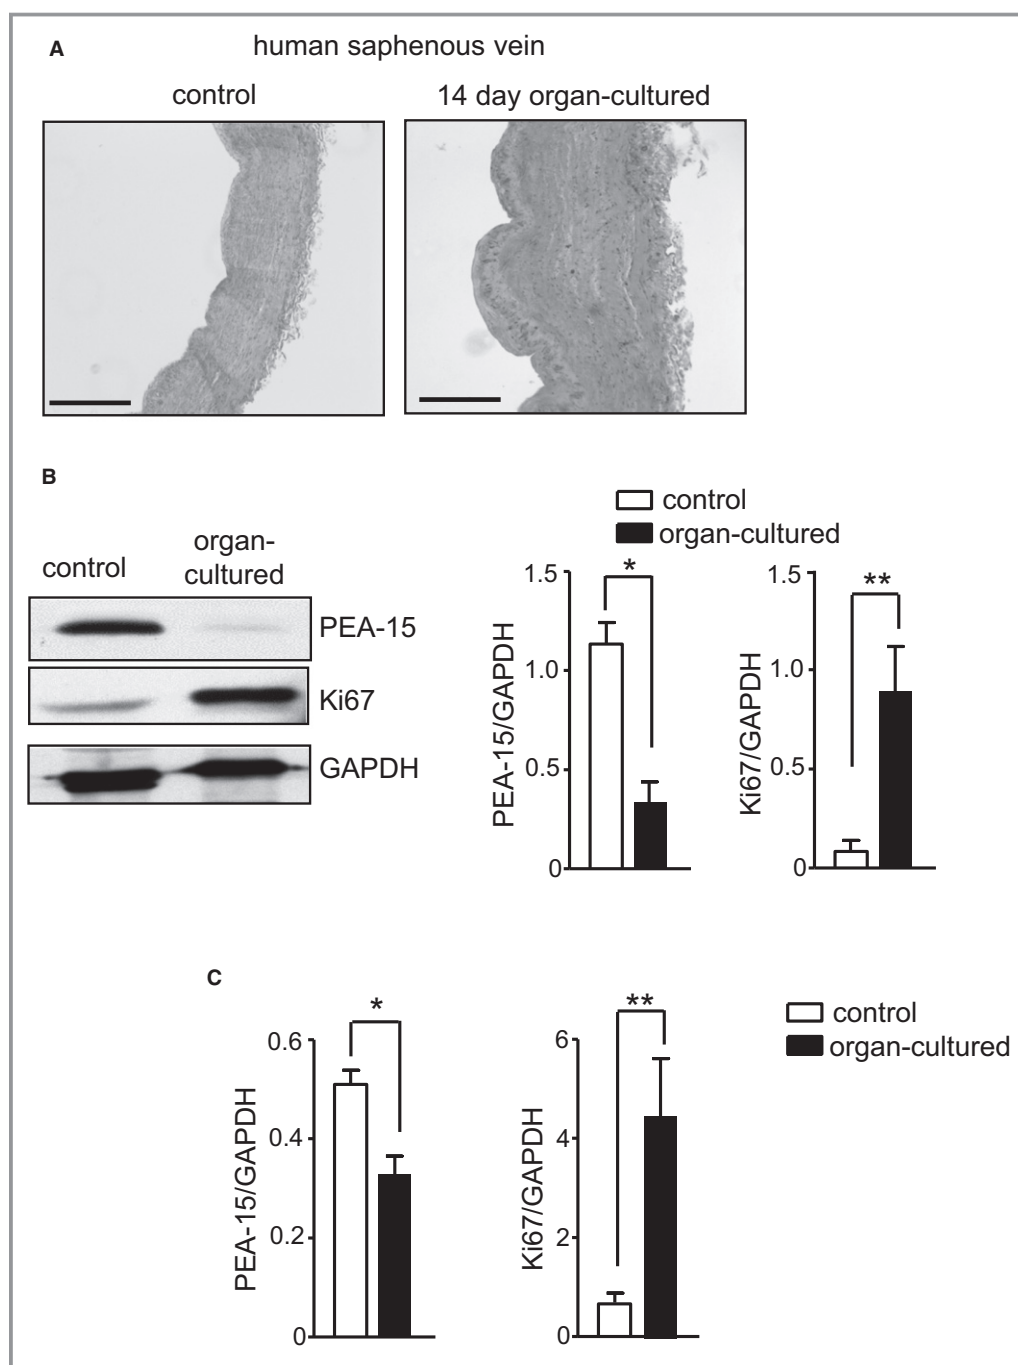 A
human saphenous vein
control
14 day organ-cultured
B
control
organ-
cultured
PEA-15
Ki67
GAPDH
control
organ-cultured
PEA-15/GAPDH
1.5
1.0
0.5
0
*
Ki67/GAPDH
1.5
1.0
0.5
0
**
C
PEA-15/GAPDH
0.6
0.4
0.2
0
*
Ki67/GAPDH
6
4
2
0
**
control
organ-cultured